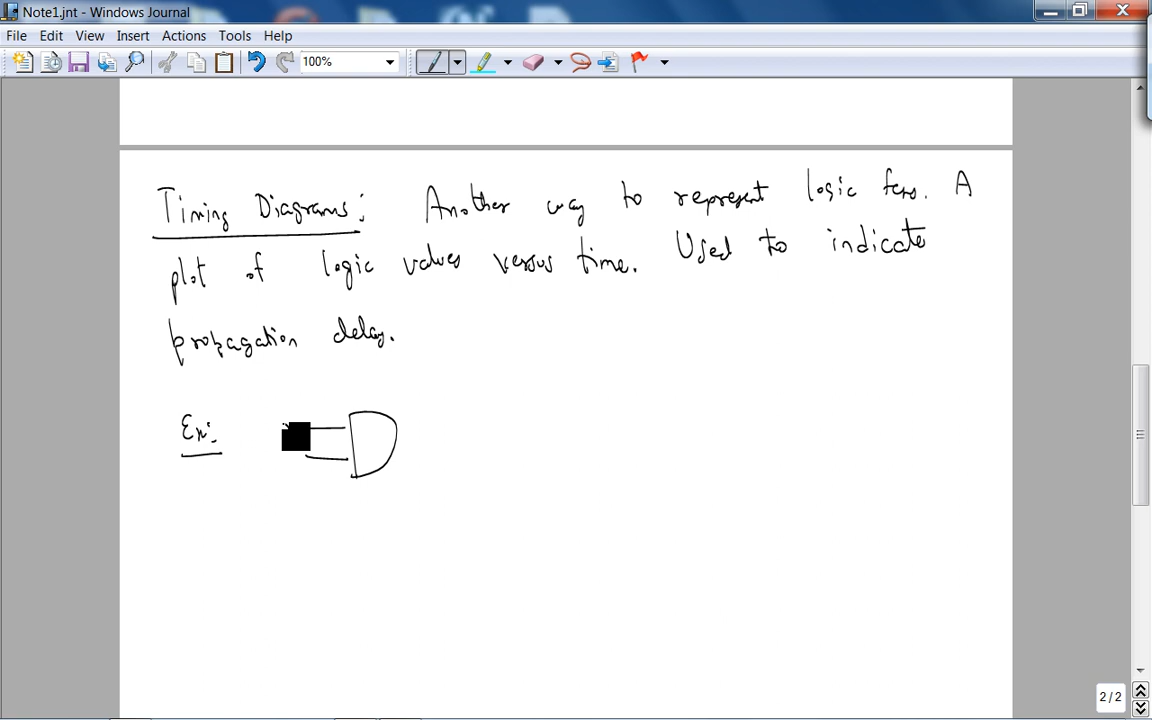 Note1.jnt - Windows Journal
File Edit View Insert Actions Tools Help
100%
Timing Diagrams: Another way to represent logic fcns. A
plot of logic values versus time. Used to indicate
propagation delay.
Ex:
2/2